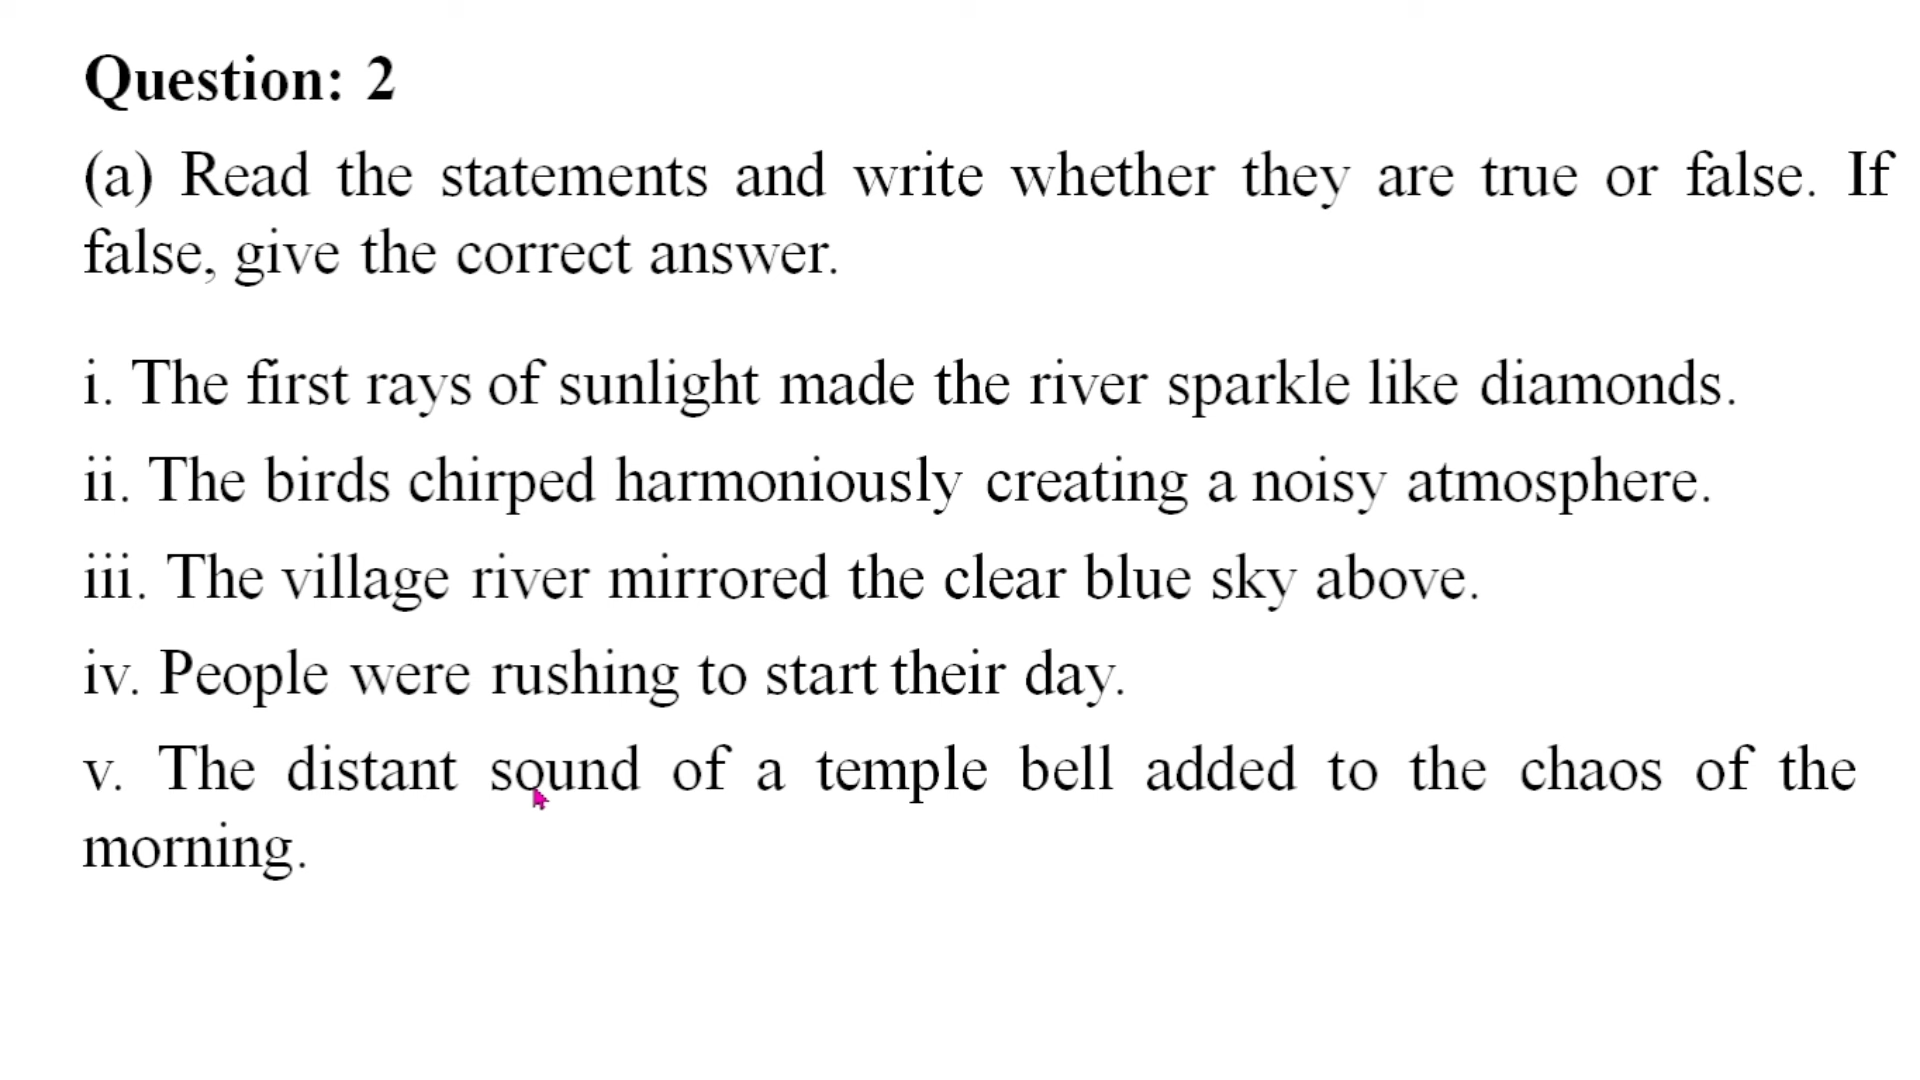 Question: 2
(a) Read the statements and write whether they are true or false. If
false, give the correct answer.
i. The first rays of sunlight made the river sparkle like diamonds.
ii. The birds chirped harmoniously creating a noisy atmosphere.
iii. The village river mirrored the clear blue sky above.
iv. People were rushing to start their day.
v. The distant sound of a temple bell added to the chaos of the
morning.